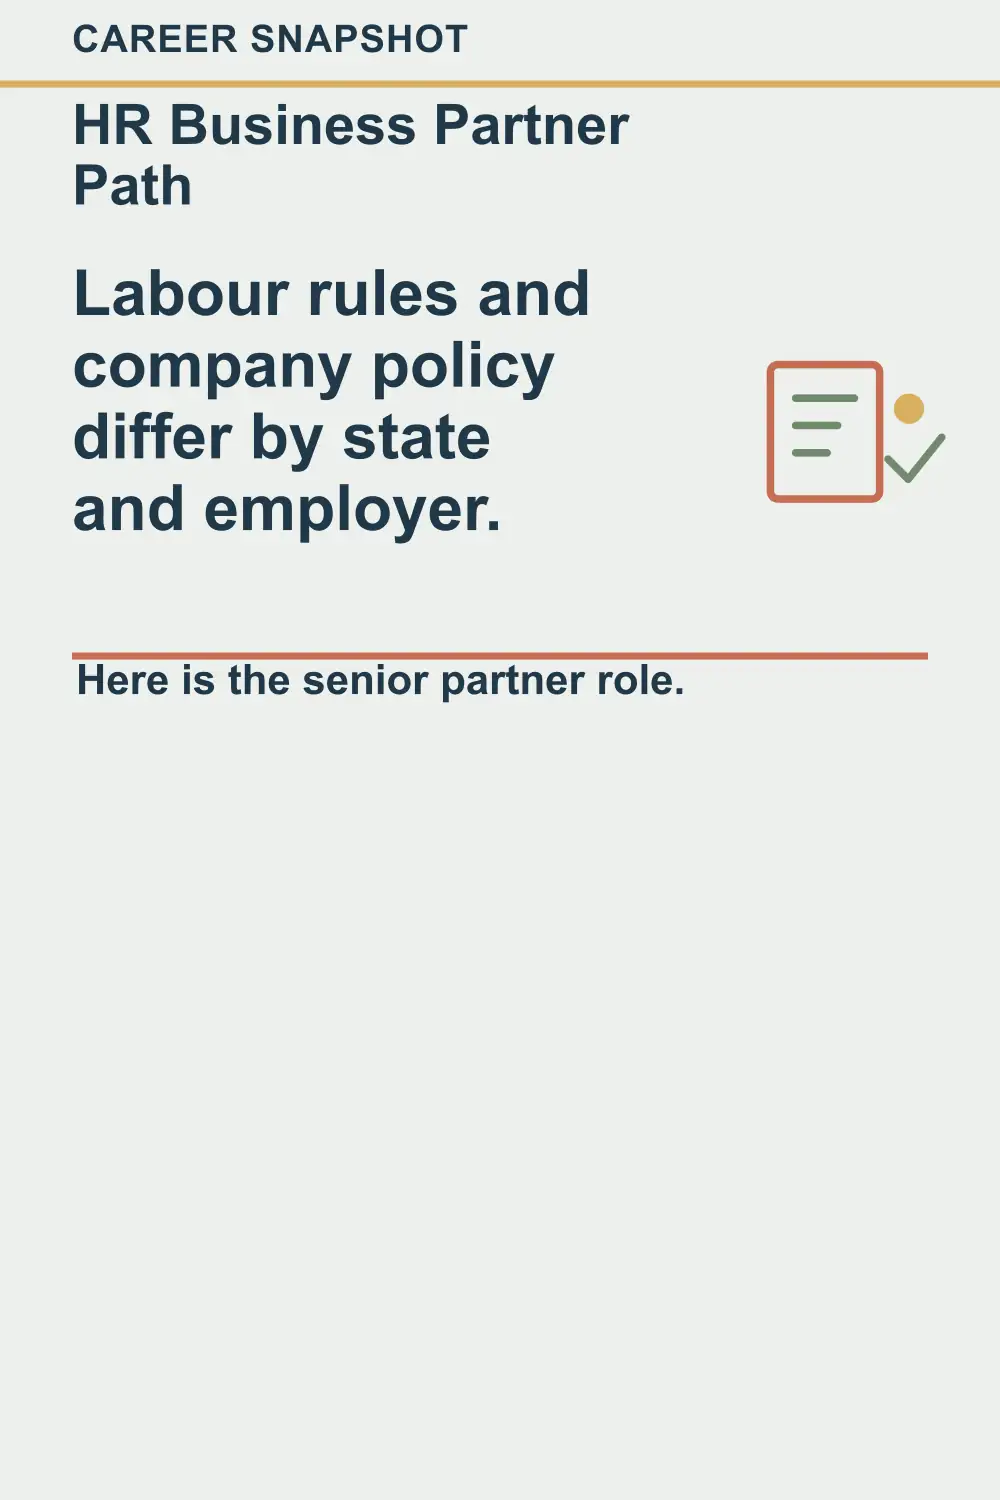 CAREER SNAPSHOT
HR Business Partner
Path
Labour rules and
company policy
differ by state
and employer.
Here is the senior partner role.